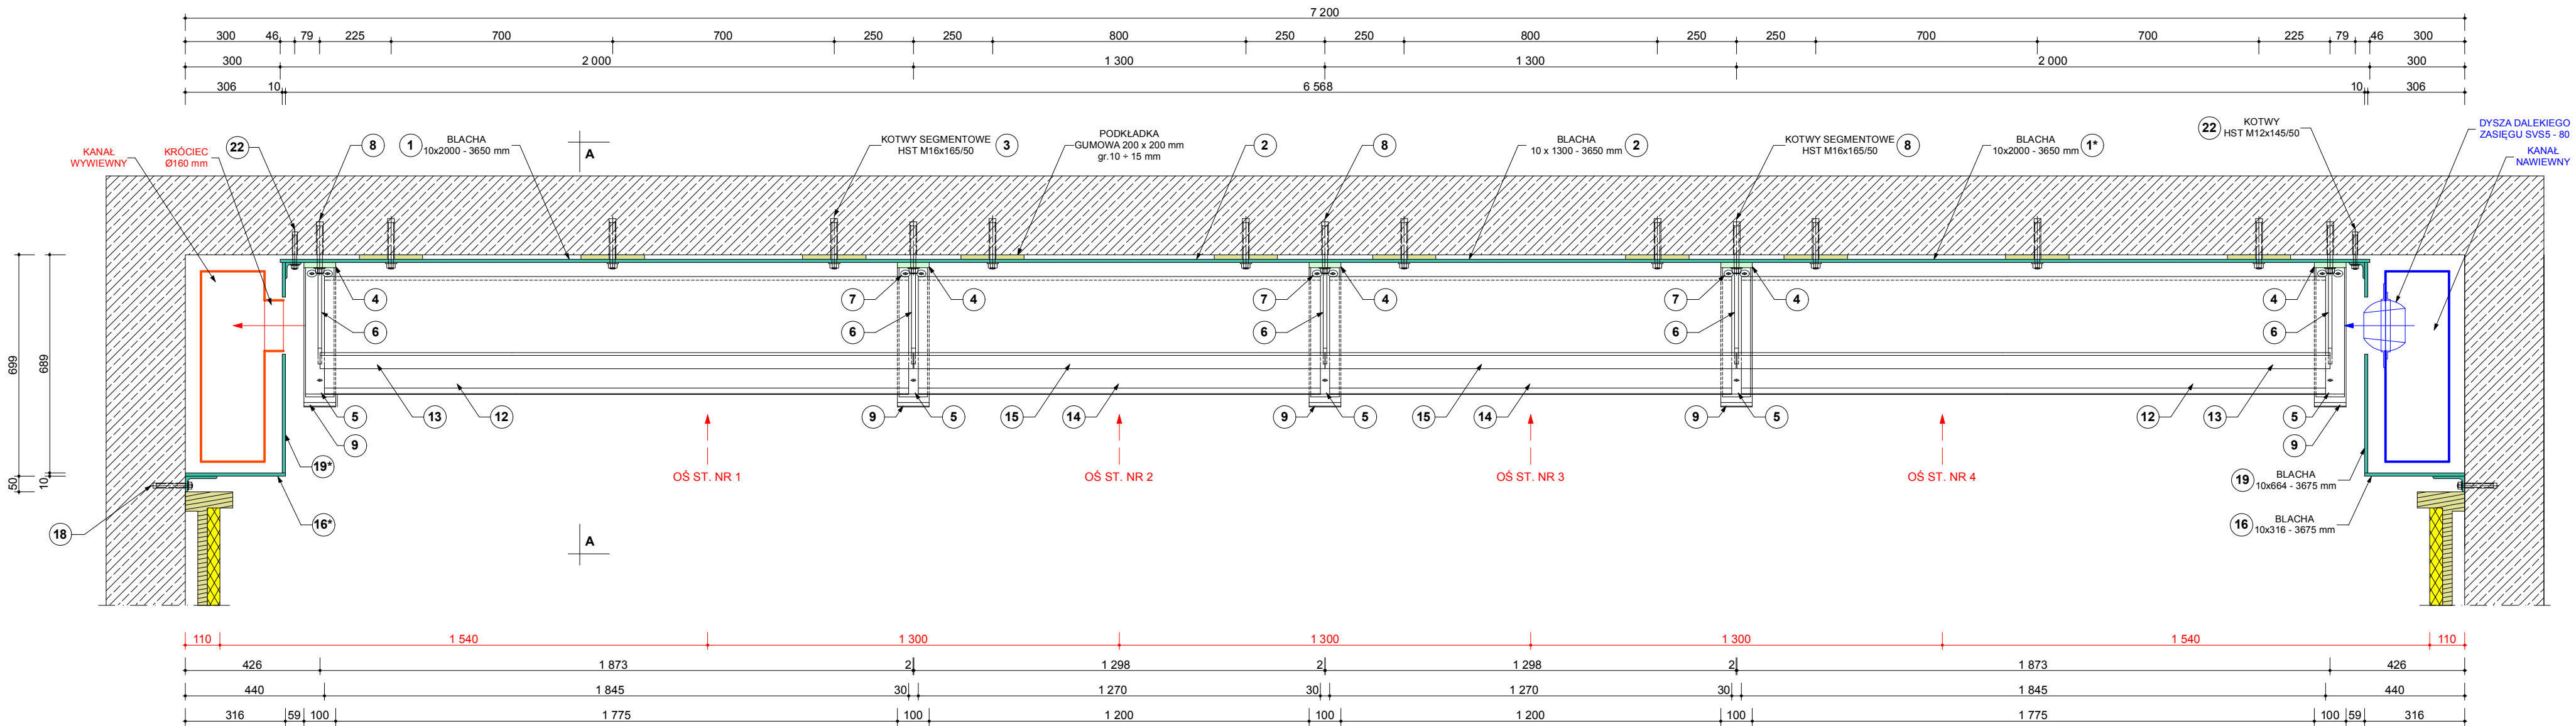 7 200
300 46 79 225 700 700 250 250 800 250 250 800 250 250 700 700 225 79 46 300
300 2 000 1 300 1 300 2 000 300
306 10 6 568 10 306
KANAŁ
WYWIEWNY
KRÓCIEC
Ø160 mm
22
8
1
BLACHA
10x2000 - 3650 mm
A
KOTWY SEGMENTOWE
HST M16x165/50
3
PODKŁADKA
GUMOWA 200 x 200 mm
gr.10 ÷ 15 mm
2
8
BLACHA
10 x 1300 - 3650 mm
2
KOTWY SEGMENTOWE
HST M16x165/50
8
BLACHA
10x2000 - 3650 mm
1*
22
KOTWY
HST M12x145/50
DYSZA DALEKIEGO
ZASIĘGU SVS5 - 80
KANAŁ
NAWIEWNY
4 7 4 7 4 7 4 4
6 6 6 6 6
699
689
50
10
13 12 15 14 15 14 12 13
5 9 5 9 5 9 5 5
9 9
19*
16*
18
OŚ ST. NR 1
OŚ ST. NR 2
OŚ ST. NR 3
OŚ ST. NR 4
19
BLACHA
10x664 - 3675 mm
16
BLACHA
10x316 - 3675 mm
A
110 1 540 1 300 1 300 1 300 1 540 110
426 1 873 2 1 298 2 1 298 2 1 873 426
440 1 845 30 1 270 30 1 270 30 1 845 440
316 59 100 1 775 100 1 200 100 1 200 100 1 775 100 59 316